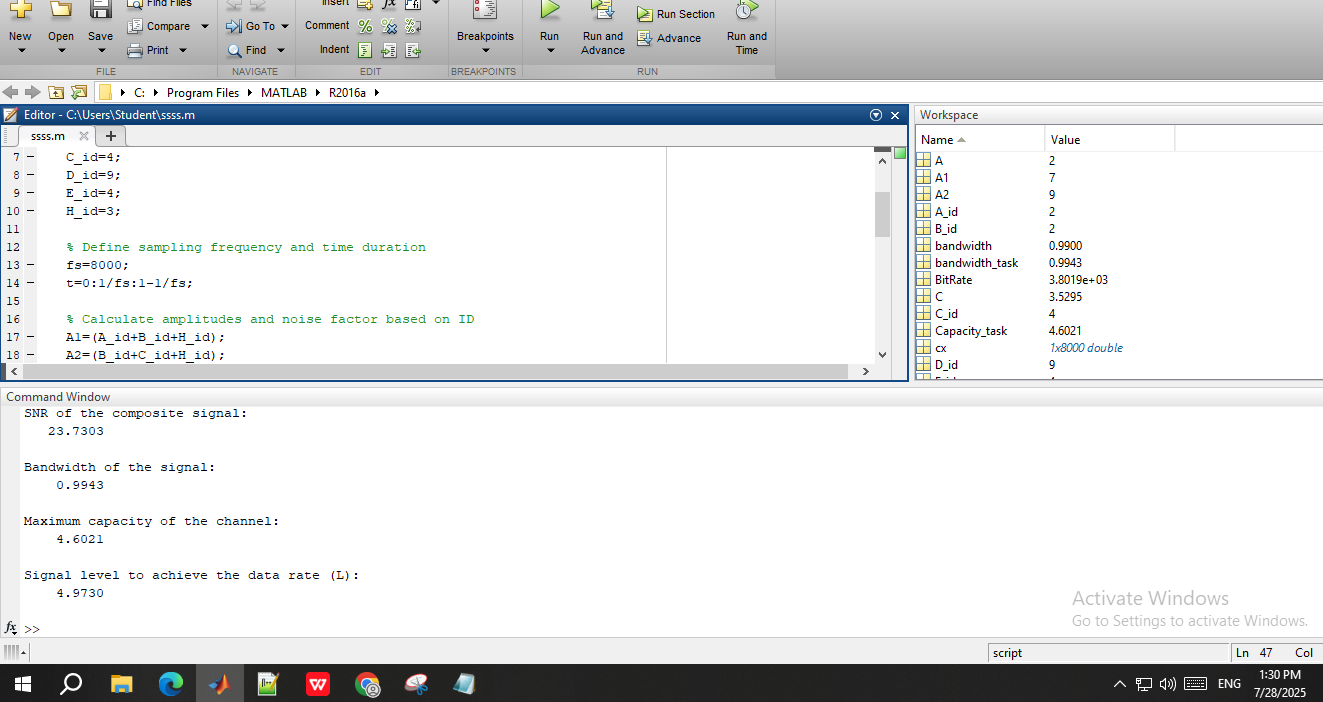 Insert fx
Find Files
New Open Save Compare Go To Comment % Breakpoints Run Run and Advance Run Section Advance Run and Time
Print Find Indent
FILE NAVIGATE EDIT BREAKPOINTS RUN
C: Program Files MATLAB R2016a
Editor - C:\Users\Student\ssss.m
ssss.m
7 - C_id=4;
8 - D_id=9;
9 - E_id=4;
10 - H_id=3;
11
12 % Define sampling frequency and time duration
13 - fs=8000;
14 - t=0:1/fs:1-1/fs;
15
16 % Calculate amplitudes and noise factor based on ID
17 - A1=(A_id+B_id+H_id);
18 - A2=(B_id+C_id+H_id);
Workspace
Name Value
A 2
A1 7
A2 9
A_id 2
B_id 2
bandwidth 0.9900
bandwidth_task 0.9943
BitRate 3.8019e+03
C 3.5295
C_id 4
Capacity_task 4.6021
cx 1x8000 double
D_id 9
Command Window
SNR of the composite signal:
23.7303
Bandwidth of the signal:
0.9943
Maximum capacity of the channel:
4.6021
Signal level to achieve the data rate (L):
4.9730
fx >>
Activate Windows
Go to Settings to activate Windows.
script Ln 47 Col
W ENG 1:30 PM
7/28/2025